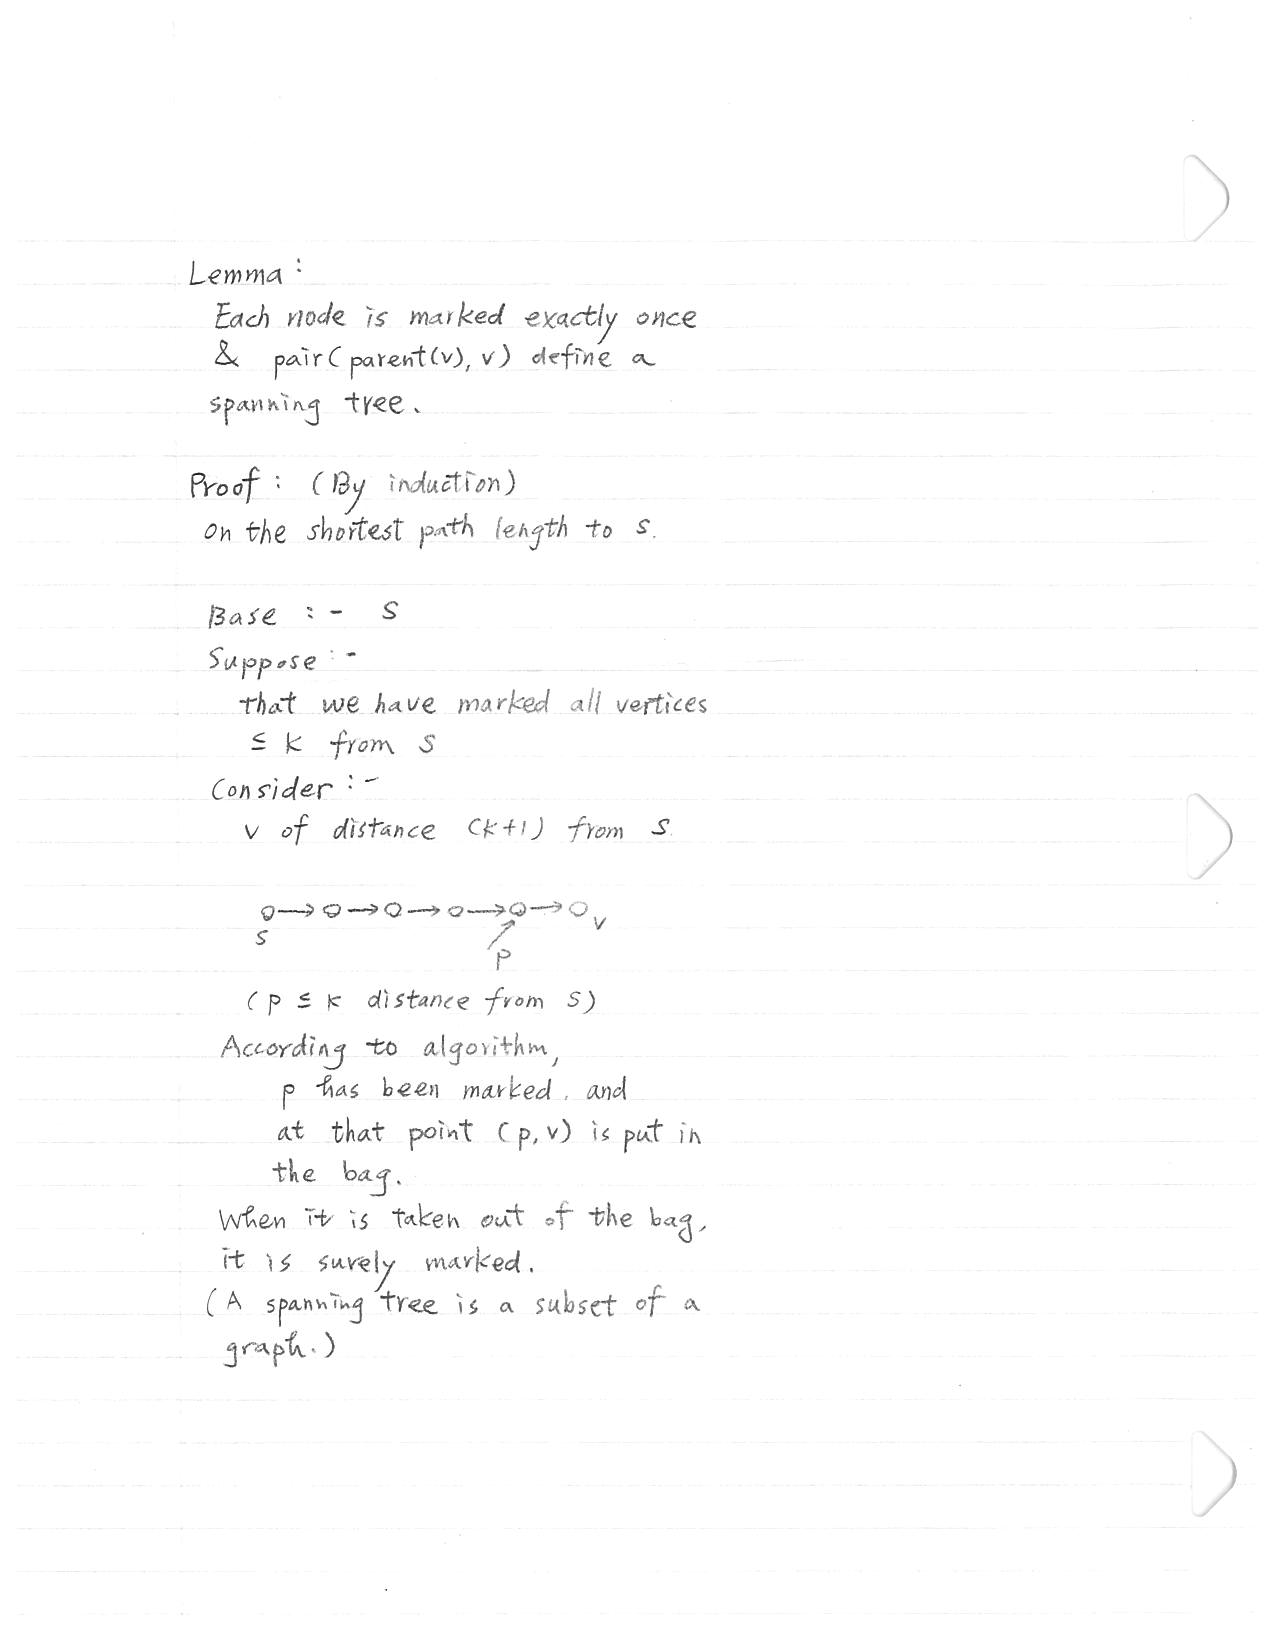 Lemma :
Each node is marked exactly once
& pair (parent(v), v) define a
spanning tree.
Proof : (By induction)
on the shortest path length to s.
Base :- s
Suppose :-
that we have marked all vertices
≤ k from s
Consider :-
v of distance (k+1) from s
s v
p
(p ≤ k distance from s)
According to algorithm,
p has been marked, and
at that point (p, v) is put in
the bag.
When it is taken out of the bag,
it is surely marked.
(A spanning tree is a subset of a
graph.)